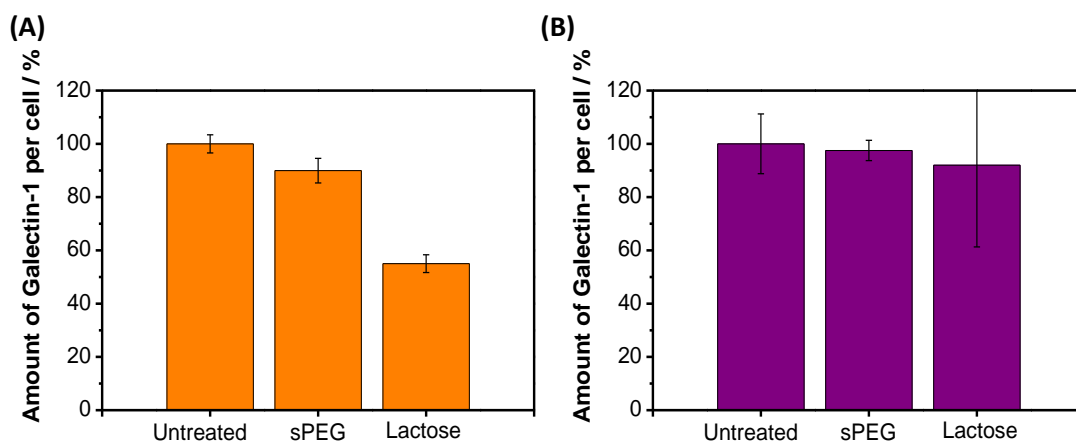 (A)
Amount of Galectin-1 per cell / %
120
100
80
60
40
20
0
Untreated sPEG Lactose
(B)
Amount of Galectin-1 per cell / %
120
100
80
60
40
20
0
Untreated sPEG Lactose